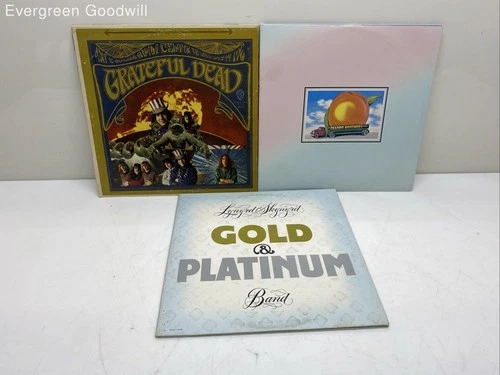 Evergreen Goodwill
GRATEFUL DEAD
Lynyrd Skynyrd
GOLD
&
PLATINUM
Band